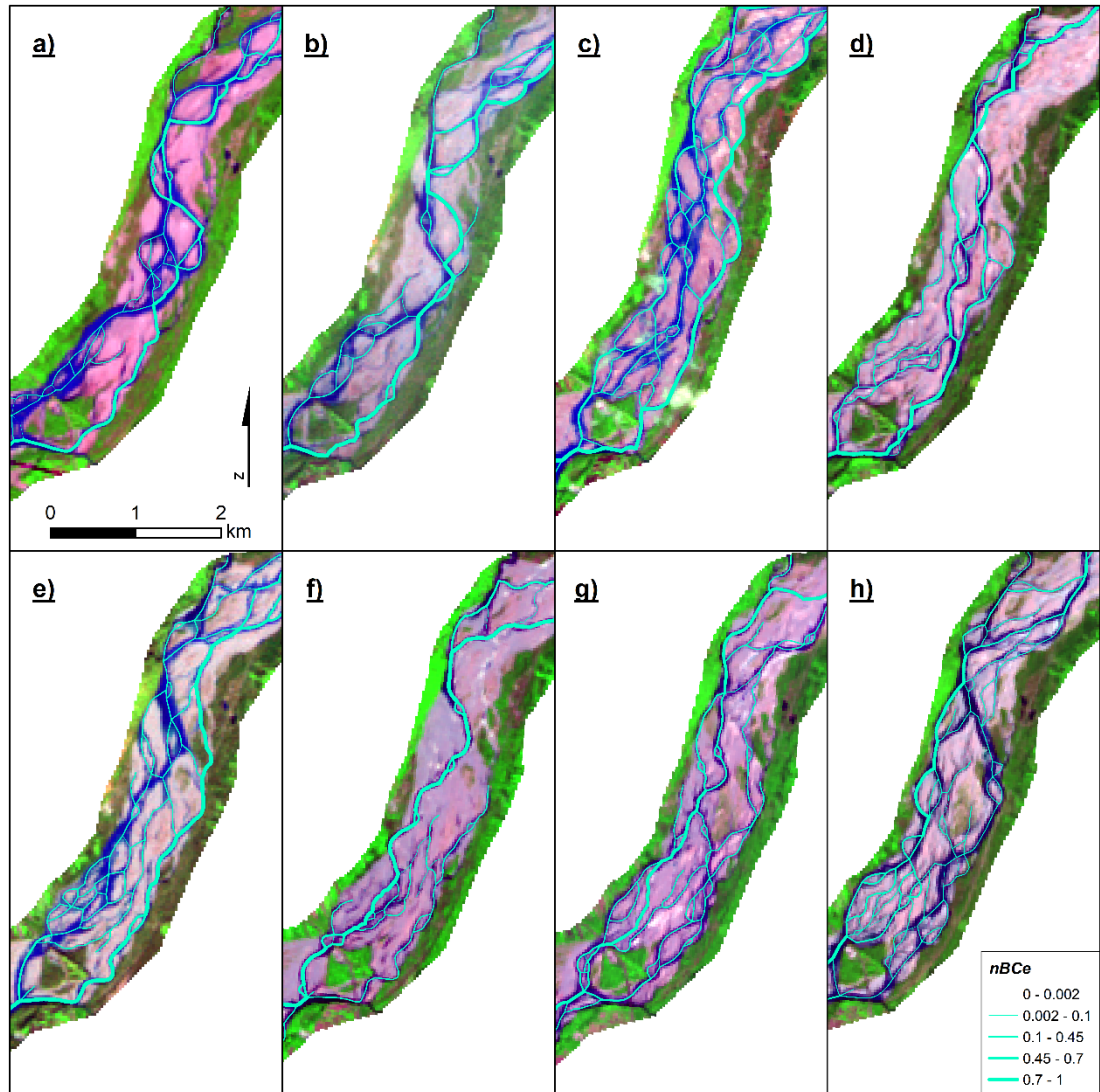 a)
b)
c)
d)
z
0 1 2
km
e)
f)
g)
h)
nBCe
0 - 0.002
0.002 - 0.1
0.1 - 0.45
0.45 - 0.7
0.7 - 1